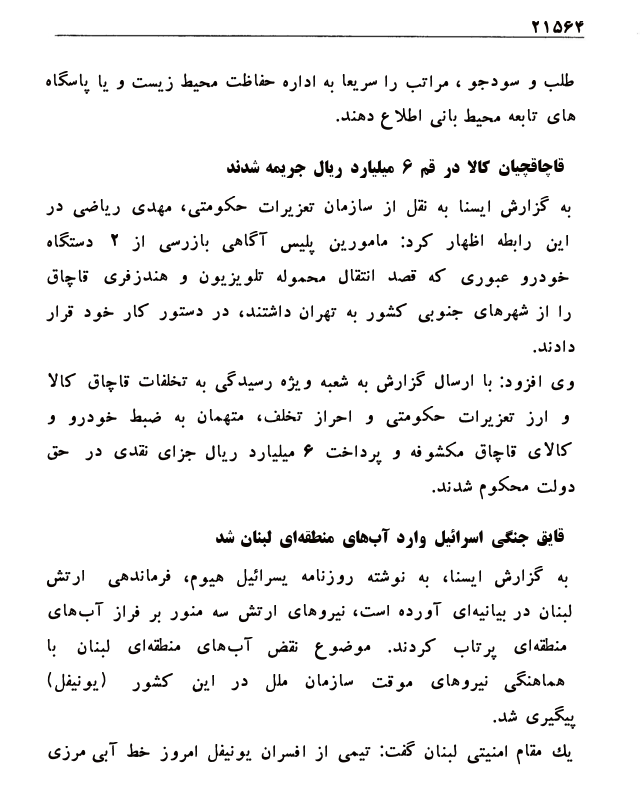 ۲۱۵۶۴
طلب و سودجو ، مراتب را سریعا به اداره حفاظت محیط زیست و یا پاسگاه
های تابعه محیط بانی اطلاع دهند.
قاچاقچیان کالا در قم ۶ میلیارد ریال جریمه شدند
به گزارش ایسنا به نقل از سازمان تعزیرات حکومتی، مهدی ریاضی در
این رابطه اظهار کرد: مامورین پلیس آگاهی بازرسی از ۲ دستگاه
خودرو عبوری که قصد انتقال محموله تلویزیون و هندزفری قاچاق
را از شهرهای جنوبی کشور به تهران داشتند، در دستور کار خود قرار
دادند.
وی افزود: با ارسال گزارش به شعبه ویژه رسیدگی به تخلفات قاچاق کالا
و ارز تعزیرات حکومتی و احراز تخلف، متهمان به ضبط خودرو و
کالای قاچاق مکشوفه و پرداخت ۶ میلیارد ریال جزای نقدی در حق
دولت محکوم شدند.
قایق جنگی اسرائیل وارد آب‌های منطقه‌ای لبنان شد
به گزارش ایسنا، به نوشته روزنامه یسرائیل هیوم، فرماندهی ارتش
لبنان در بیانیه‌ای آورده است، نیروهای ارتش سه منور بر فراز آب‌های
منطقه‌ای پرتاب کردند. موضوع نقض آب‌های منطقه‌ای لبنان با
هماهنگی نیروهای موقت سازمان ملل در این کشور (یونیفل)
پیگیری شد.
یك مقام امنیتی لبنان گفت: تیمی از افسران یونیفل امروز خط آبی مرزی